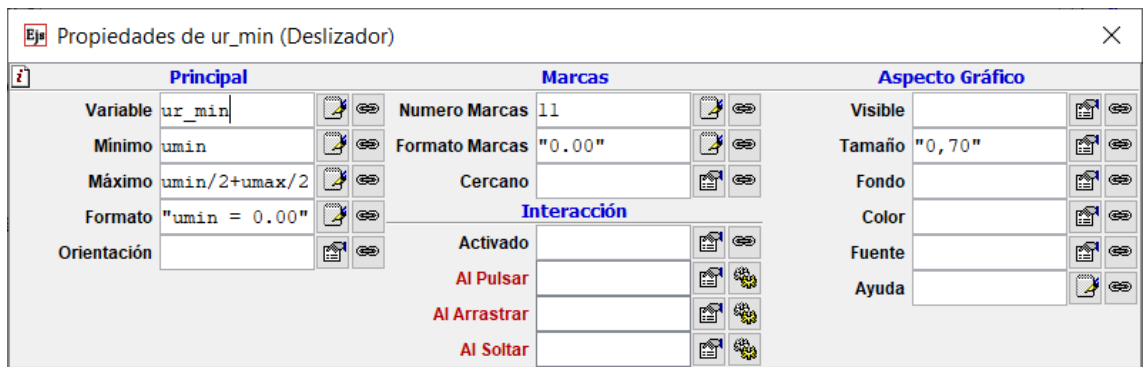 Ejs Propiedades de ur_min (Deslizador)
i Principal Marcas Aspecto Gráfico
Variable ur_min Numero Marcas 11 Visible
Mínimo umin Formato Marcas "0.00" Tamaño "0,70"
Máximo umin/2+umax/2 Cercano Fondo
Formato "umin = 0.00" Interacción Color
Orientación Activado Fuente
Al Pulsar Ayuda
Al Arrastrar
Al Soltar